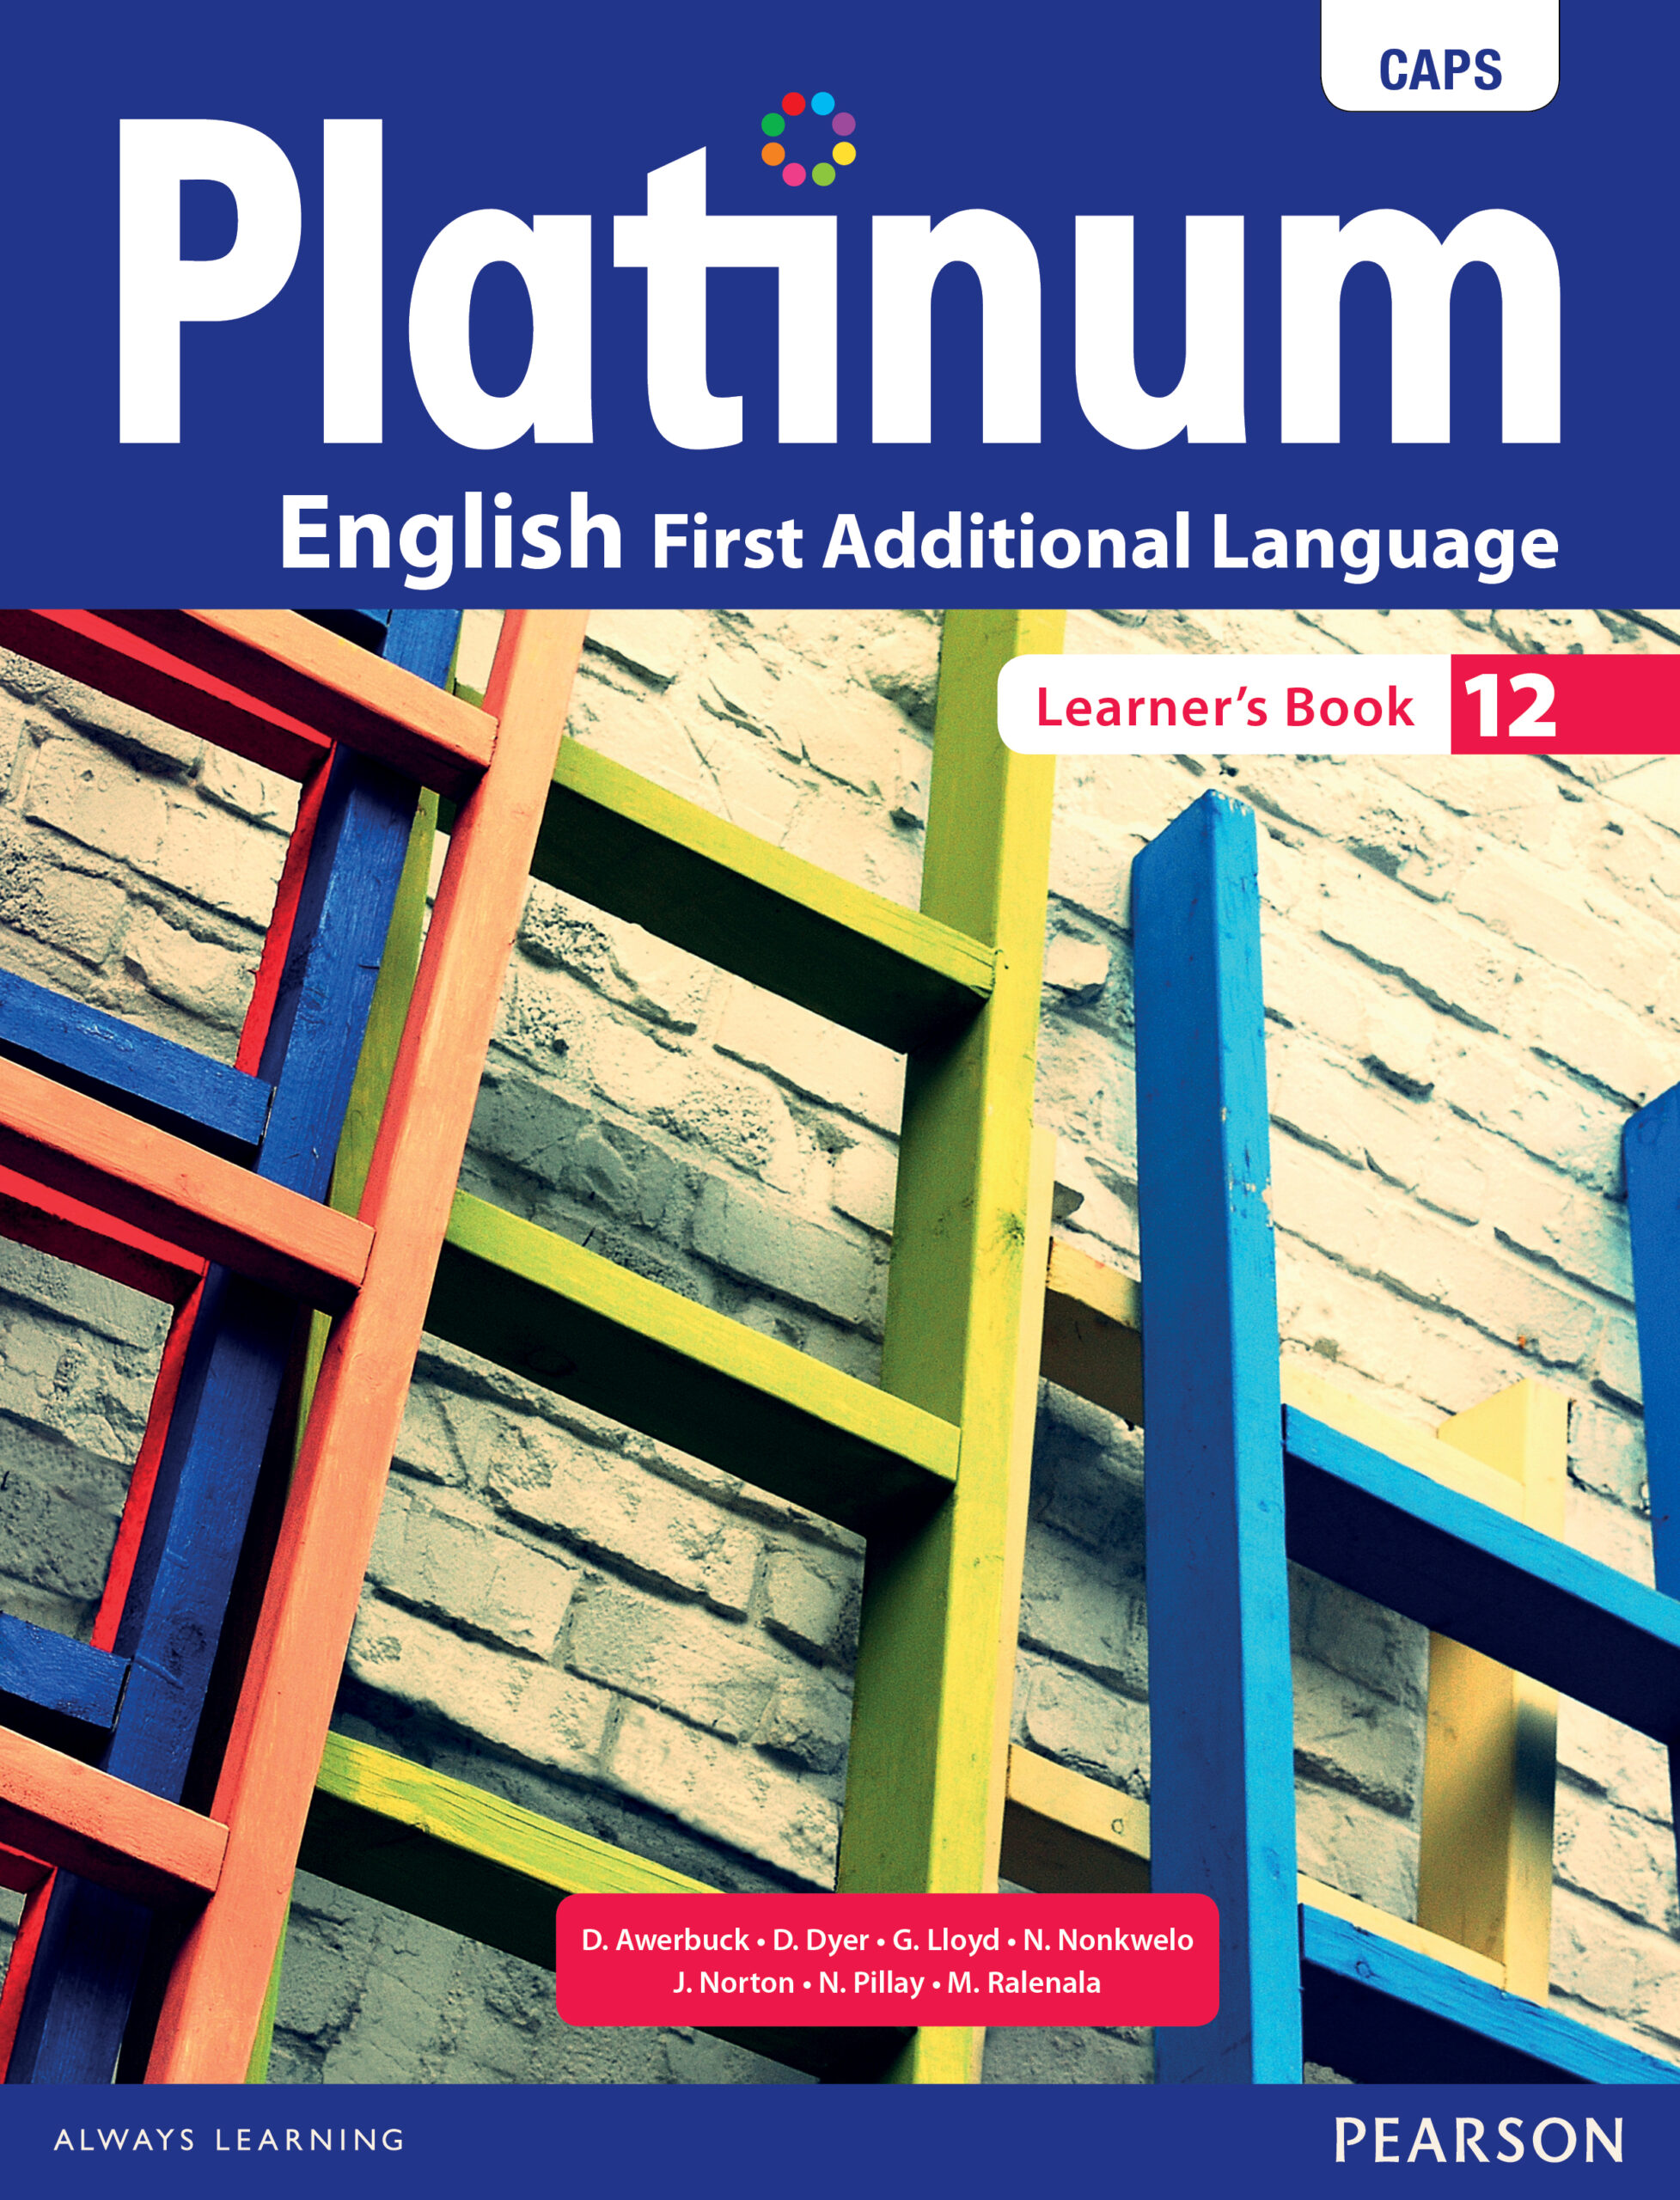 CAPS
Platinum
English First Additional Language
Learner’s Book 12
D. Awerbuck • D. Dyer • G. Lloyd • N. Nonkwelo
J. Norton • N. Pillay • M. Ralenala
ALWAYS LEARNING
PEARSON